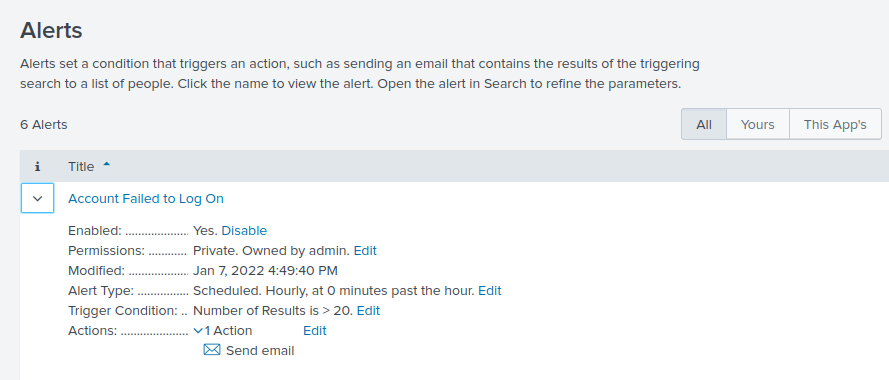 Alerts
Alerts set a condition that triggers an action, such as sending an email that contains the results of the triggering
search to a list of people. Click the name to view the alert. Open the alert in Search to refine the parameters.
6 Alerts
All Yours This App's
i Title
Account Failed to Log On
Enabled: ................... Yes. Disable
Permissions: ............ Private. Owned by admin. Edit
Modified: .................. Jan 7, 2022 4:49:40 PM
Alert Type: ................ Scheduled. Hourly, at 0 minutes past the hour. Edit
Trigger Condition: .. Number of Results is > 20. Edit
Actions: ..................... 1 Action Edit
Send email